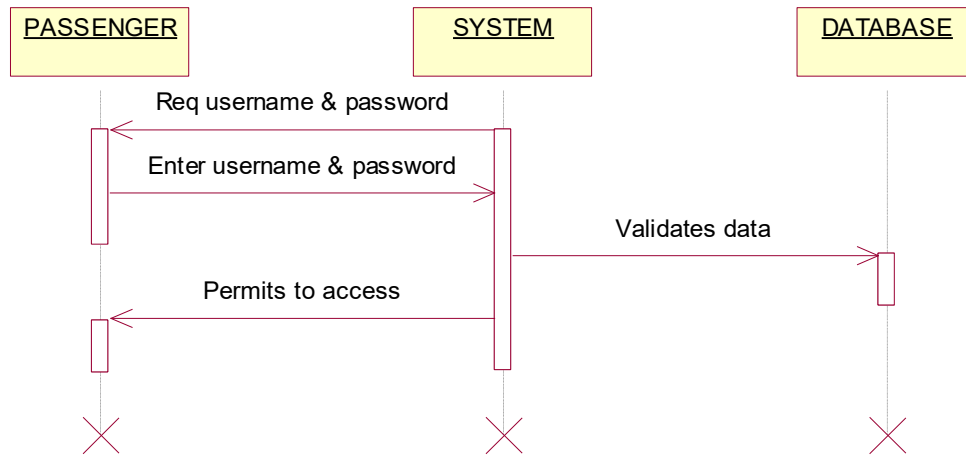 PASSENGER
SYSTEM
DATABASE
Req username & password
Enter username & password
Validates data
Permits to access